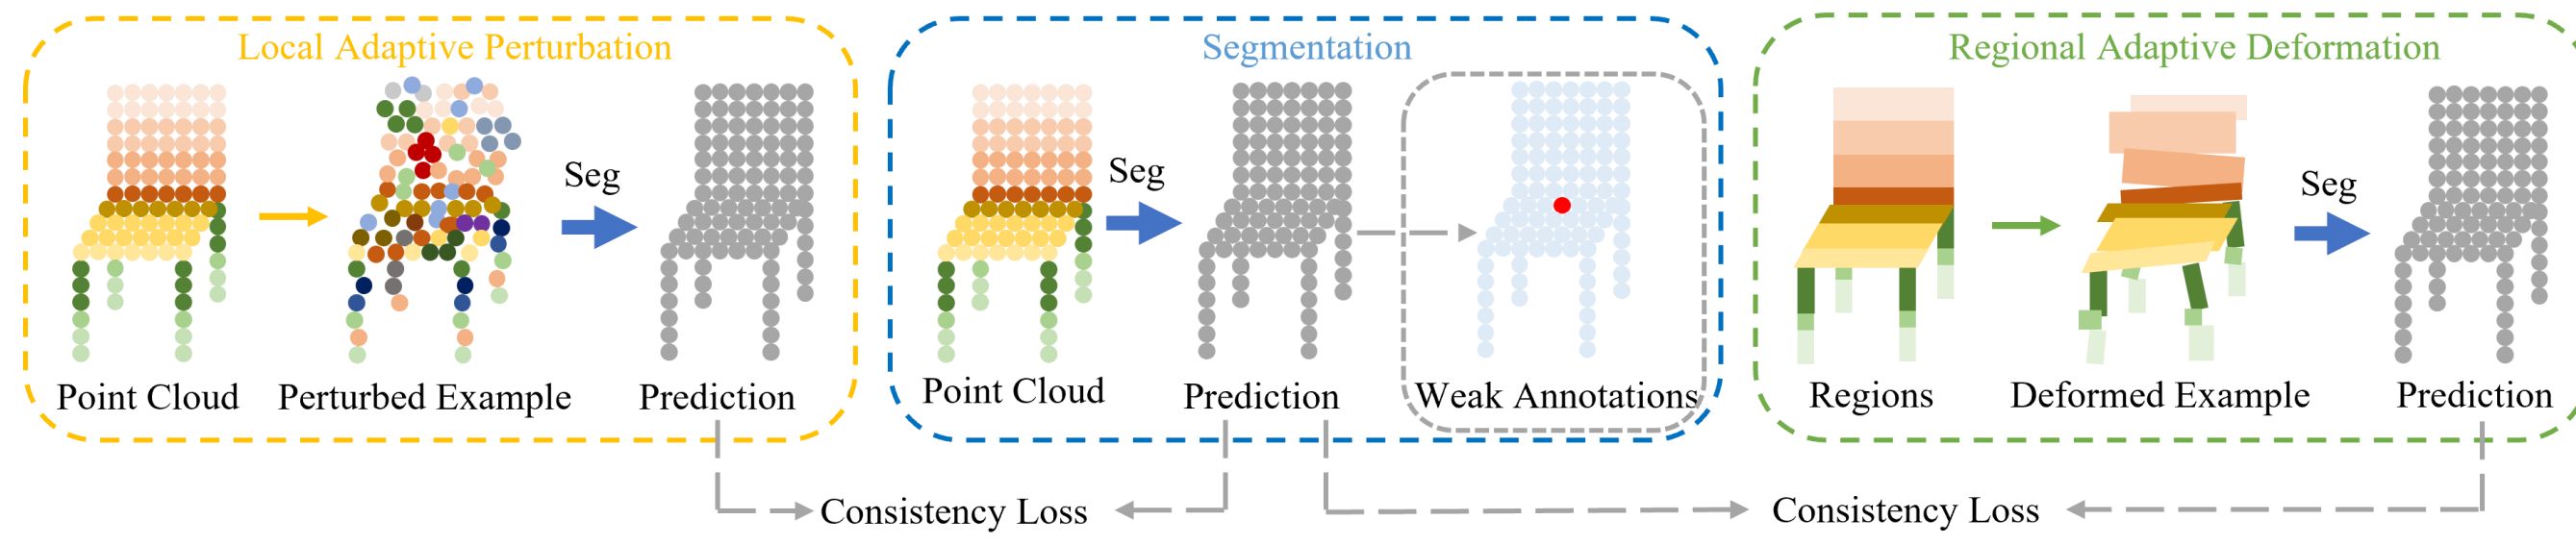 Local Adaptive Perturbation
Seg
Point Cloud
Perturbed Example
Prediction
Segmentation
Seg
Point Cloud
Prediction
Weak Annotations
Regional Adaptive Deformation
Seg
Regions
Deformed Example
Prediction
Consistency Loss
Consistency Loss